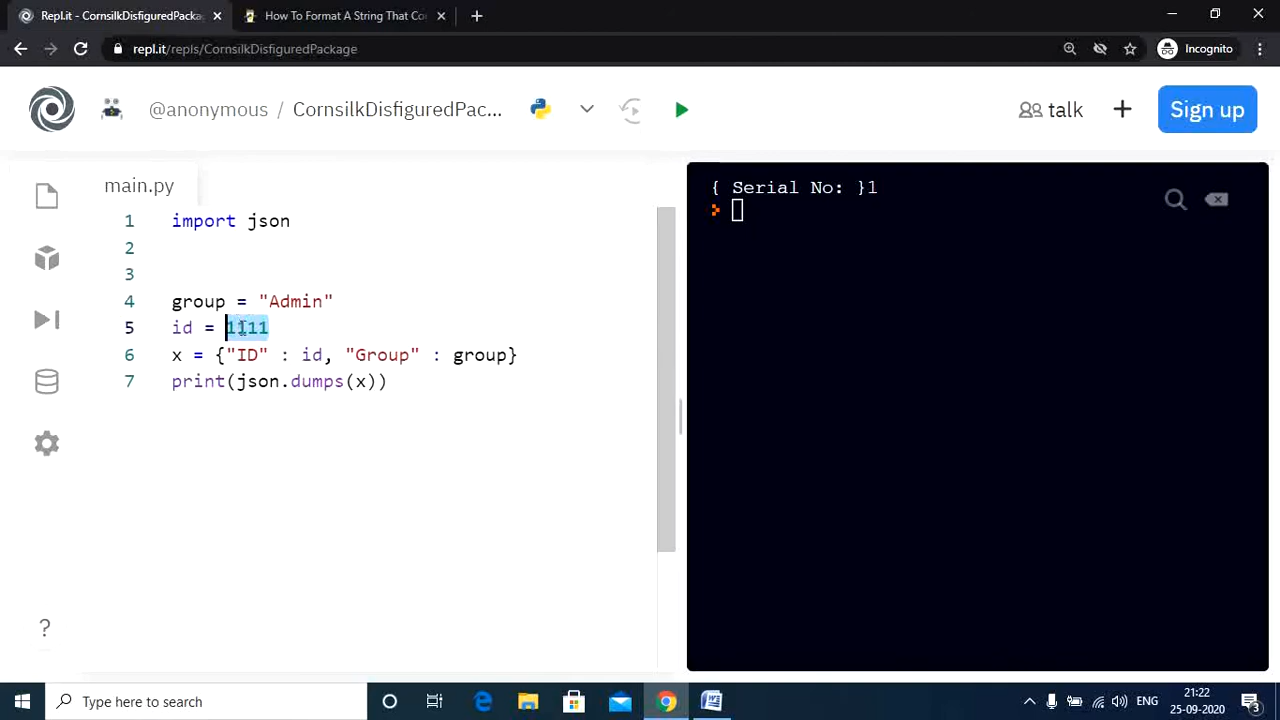 Repl.it - CornsilkDisfiguredPacka
How To Format A String That Cor
repl.it/repls/CornsilkDisfiguredPackage
Incognito
@anonymous / CornsilkDisfiguredPac...
talk
Sign up
main.py
1 import json
2
3
4 group = "Admin"
5 id = 1111
6 x = {"ID" : id, "Group" : group}
7 print(json.dumps(x))
{ Serial No: }1
?
Type here to search
ENG
21:22
25-09-2020
3